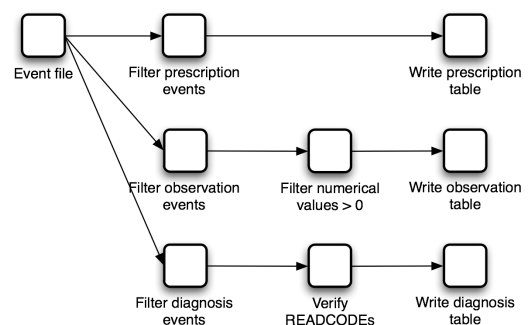 Event file
Filter prescription
events
Write prescription
table
Filter observation
events
Filter numerical
values > 0
Write observation
table
Filter diagnosis
events
Verify
READCODEs
Write diagnosis
table